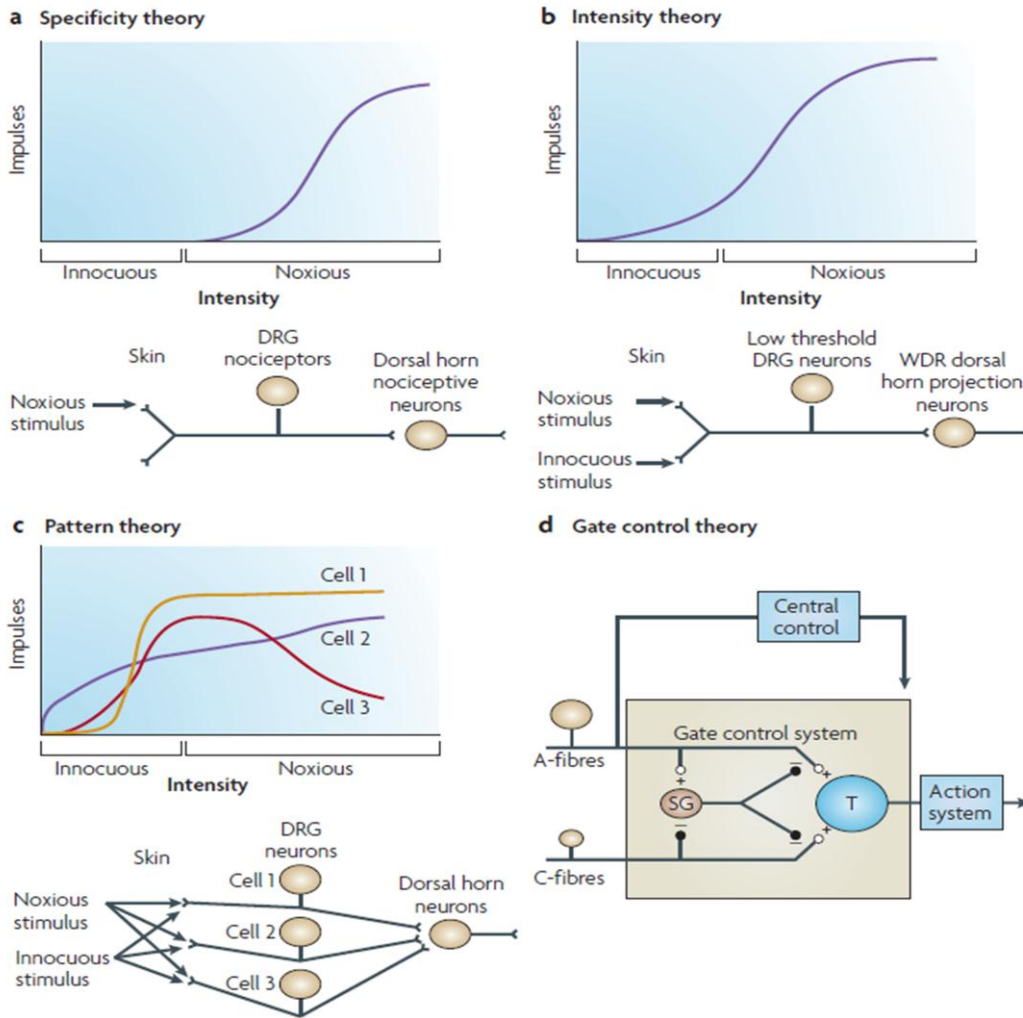 a Specificity theory
Impulses
Innocuous
Noxious
Intensity
Skin
DRG
nociceptors
Dorsal horn
nociceptive
neurons
Noxious
stimulus
b Intensity theory
Impulses
Innocuous
Noxious
Intensity
Skin
Low threshold
DRG neurons
WDR dorsal
horn projection
neurons
Noxious
stimulus
Innocuous
stimulus
c Pattern theory
Impulses
Cell 1
Cell 2
Cell 3
Innocuous
Noxious
Intensity
Skin
DRG
neurons
Cell 1
Cell 2
Cell 3
Dorsal horn
neurons
Noxious
stimulus
Innocuous
stimulus
d Gate control theory
Central
control
Gate control system
A-fibres
+
–
+
SG
T
Action
system
–
–
+
C-fibres